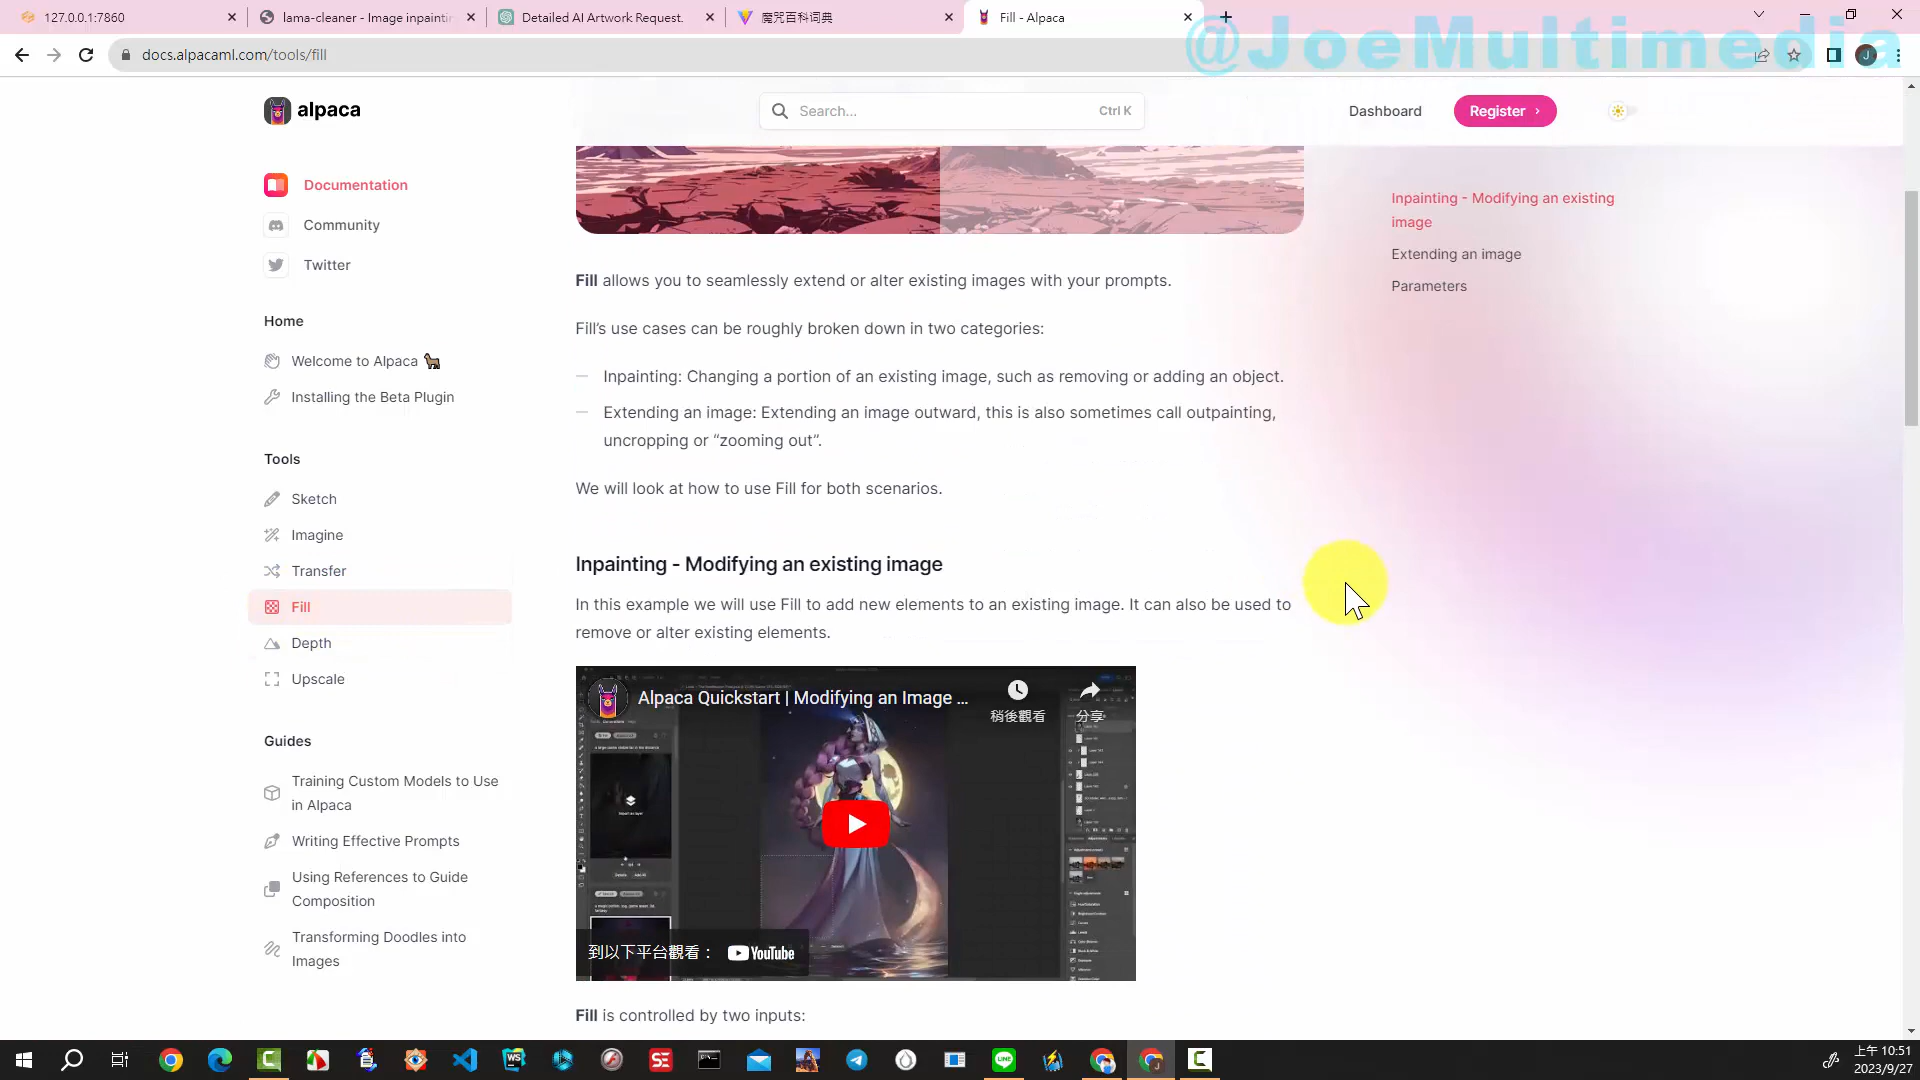 127.0.0.1:7860
lama-cleaner - Image inpaintin
Detailed AI Artwork Request.
魔咒百科词典
Fill - Alpaca
@JoeMultimedia
docs.alpacaml.com/tools/fill
J
alpaca
Search...
Ctrl K
Dashboard
Register
Documentation
Community
Twitter
Home
Welcome to Alpaca
Installing the Beta Plugin
Tools
Sketch
Imagine
Transfer
Fill
Depth
Upscale
Guides
Training Custom Models to Use
in Alpaca
Writing Effective Prompts
Using References to Guide
Composition
Transforming Doodles into
Images
Fill allows you to seamlessly extend or alter existing images with your prompts.
Fill's use cases can be roughly broken down in two categories:
Inpainting: Changing a portion of an existing image, such as removing or adding an object.
Extending an image: Extending an image outward, this is also sometimes call outpainting,
uncropping or “zooming out”.
We will look at how to use Fill for both scenarios.
Inpainting - Modifying an existing image
In this example we will use Fill to add new elements to an existing image. It can also be used to
remove or alter existing elements.
Alpaca Quickstart | Modifying an Image ...
稍後觀看
分享
到以下平台觀看：
YouTube
Fill is controlled by two inputs:
Inpainting - Modifying an existing
image
Extending an image
Parameters
上午 10:51
2023/9/27